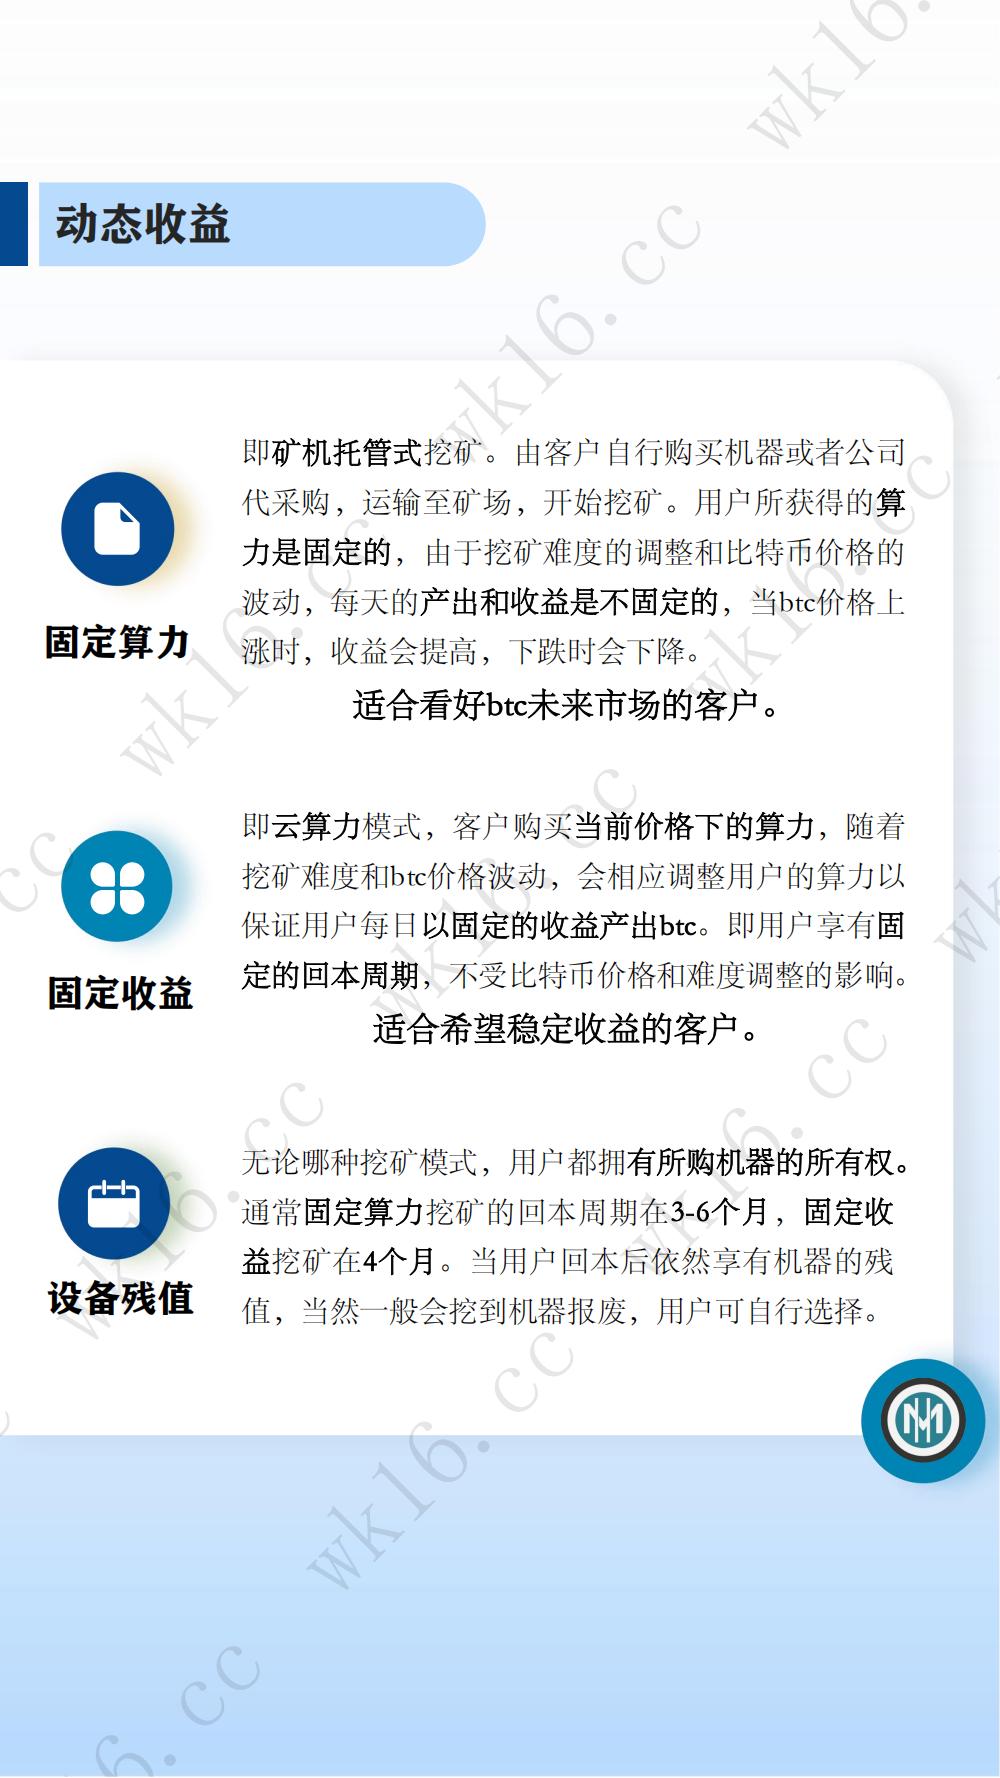 动态收益
即矿机托管式挖矿。由客户自行购买机器或者公司
代采购，运输至矿场，开始挖矿。用户所获得的算
力是固定的，由于挖矿难度的调整和比特币价格的
波动，每天的产出和收益是不固定的，当btc价格上
涨时，收益会提高，下跌时会下降。
适合看好btc未来市场的客户。
固定算力
即云算力模式，客户购买当前价格下的算力，随着
挖矿难度和btc价格波动，会相应调整用户的算力以
保证用户每日以固定的收益产出btc。即用户享有固
定的回本周期，不受比特币价格和难度调整的影响。
适合希望稳定收益的客户。
固定收益
无论哪种挖矿模式，用户都拥有所购机器的所有权。
通常固定算力挖矿的回本周期在3-6个月，固定收
益挖矿在4个月。当用户回本后依然享有机器的残
值，当然一般会挖到机器报废，用户可自行选择。
设备残值
wk16.cc
wk16.cc
wk16.cc
wk16.cc
wk16.cc
wk16.cc
wk16.cc
wk16.cc